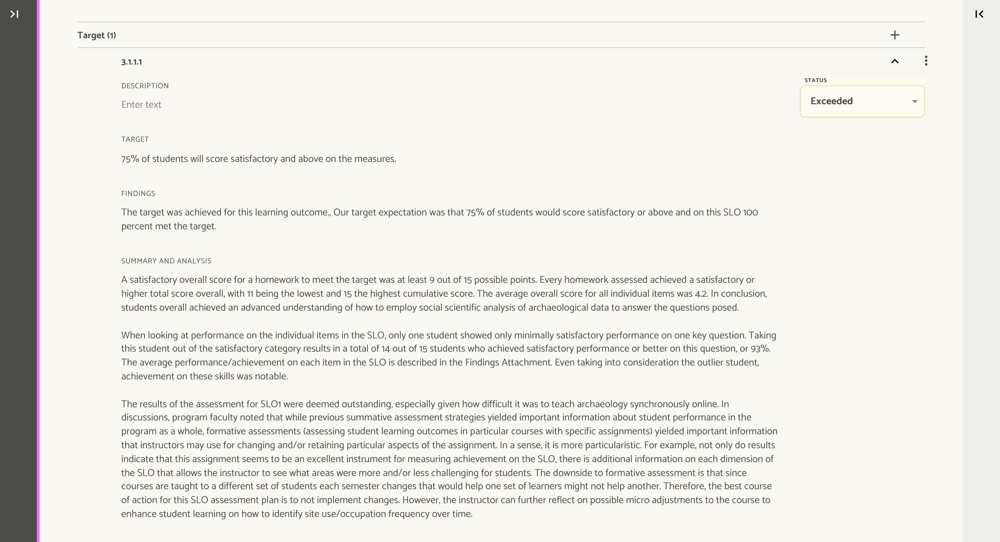 Target (1)
3.1.1.1
DESCRIPTION
STATUS
Enter text
Exceeded
TARGET
75% of students will score satisfactory and above on the measures.
FINDINGS
The target was achieved for this learning outcome., Our target expectation was that 75% of students would score satisfactory or above and on this SLO 100
percent met the target.
SUMMARY AND ANALYSIS
A satisfactory overall score for a homework to meet the target was at least 9 out of 15 possible points. Every homework assessed achieved a satisfactory or
higher total score overall, with 11 being the lowest and 15 the highest cumulative score. The average overall score for all individual items was 4.2. In conclusion,
students overall achieved an advanced understanding of how to employ social scientific analysis of archaeological data to answer the questions posed.
When looking at performance on the individual items in the SLO, only one student showed only minimally satisfactory performance on one key question. Taking
this student out of the satisfactory category results in a total of 14 out of 15 students who achieved satisfactory performance or better on this question, or 93%.
The average performance/achievement on each item in the SLO is described in the Findings Attachment. Even taking into consideration the outlier student,
achievement on these skills was notable.
The results of the assessment for SLO1 were deemed outstanding, especially given how difficult it was to teach archaeology synchronously online. In
discussions, program faculty noted that while previous summative assessment strategies yielded important information about student performance in the
program as a whole, formative assessments (assessing student learning outcomes in particular courses with specific assignments) yielded important information
that instructors may use for changing and/or retaining particular aspects of the assignment. In a sense, it is more particularistic. For example, not only do results
indicate that this assignment seems to be an excellent instrument for measuring achievement on the SLO, there is additional information on each dimension of
the SLO that allows the instructor to see what areas were more and/or less challenging for students. The downside to formative assessment is that since
courses are taught to a different set of students each semester changes that would help one set of learners might not help another. Therefore, the best course
of action for this SLO assessment plan is to not implement changes. However, the instructor can further reflect on possible micro adjustments to the course to
enhance student learning on how to identify site use/occupation frequency over time.